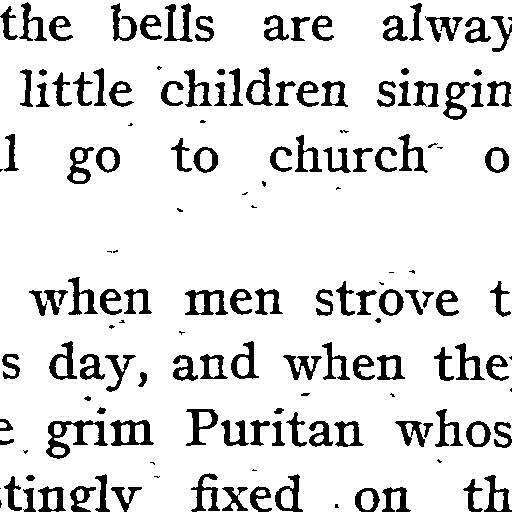 the bells are alway
little children singin
l go to church o
when men strove t
s day, and when they
e grim Puritan whos
stingly fixed on th